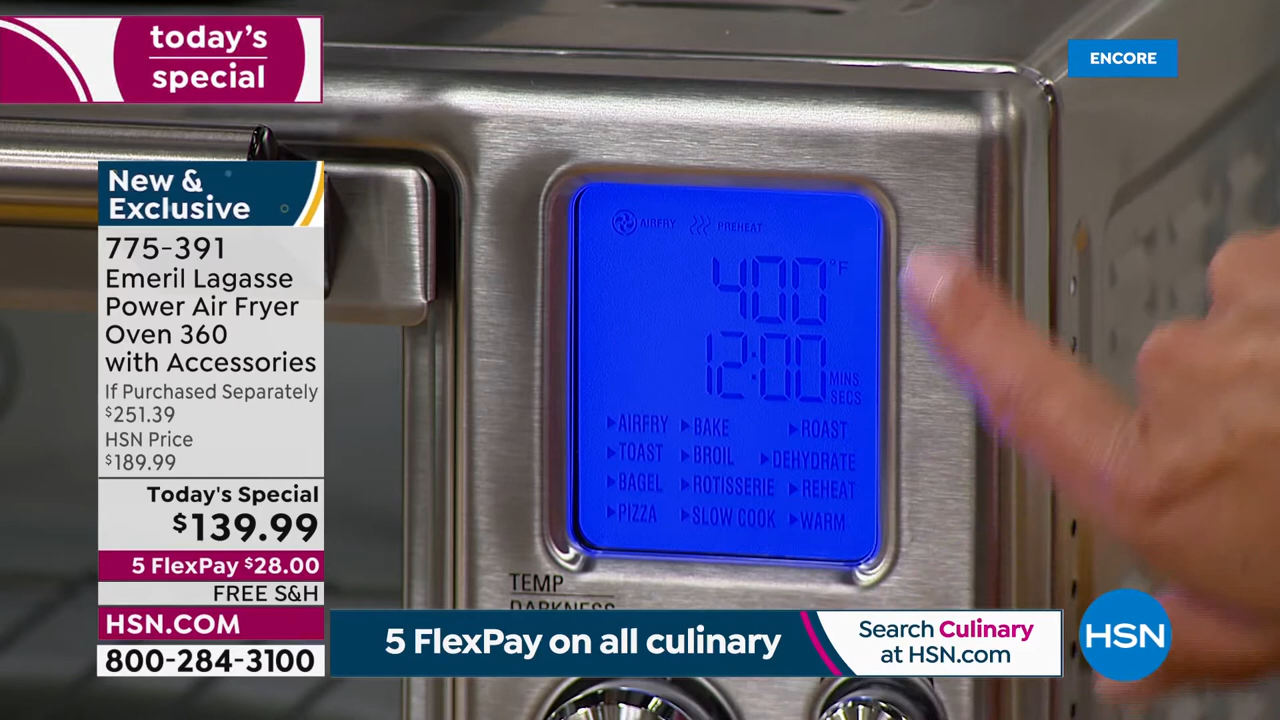 today's
special
ENCORE
New &
Exclusive
775-391
Emeril Lagasse
Power Air Fryer
Oven 360
with Accessories
If Purchased Separately
$251.39
HSN Price
$189.99
Today's Special
$139.99
5 FlexPay $28.00
FREE S&H
HSN.COM
800-284-3100
AIRFRY PREHEAT
400°F
12:00 MINS
SECS
AIRFRY BAKE ROAST
TOAST BROIL DEHYDRATE
BAGEL ROTISSERIE REHEAT
PIZZA SLOW COOK WARM
TEMP
DARKNESS
5 FlexPay on all culinary
Search Culinary
at HSN.com
HSN